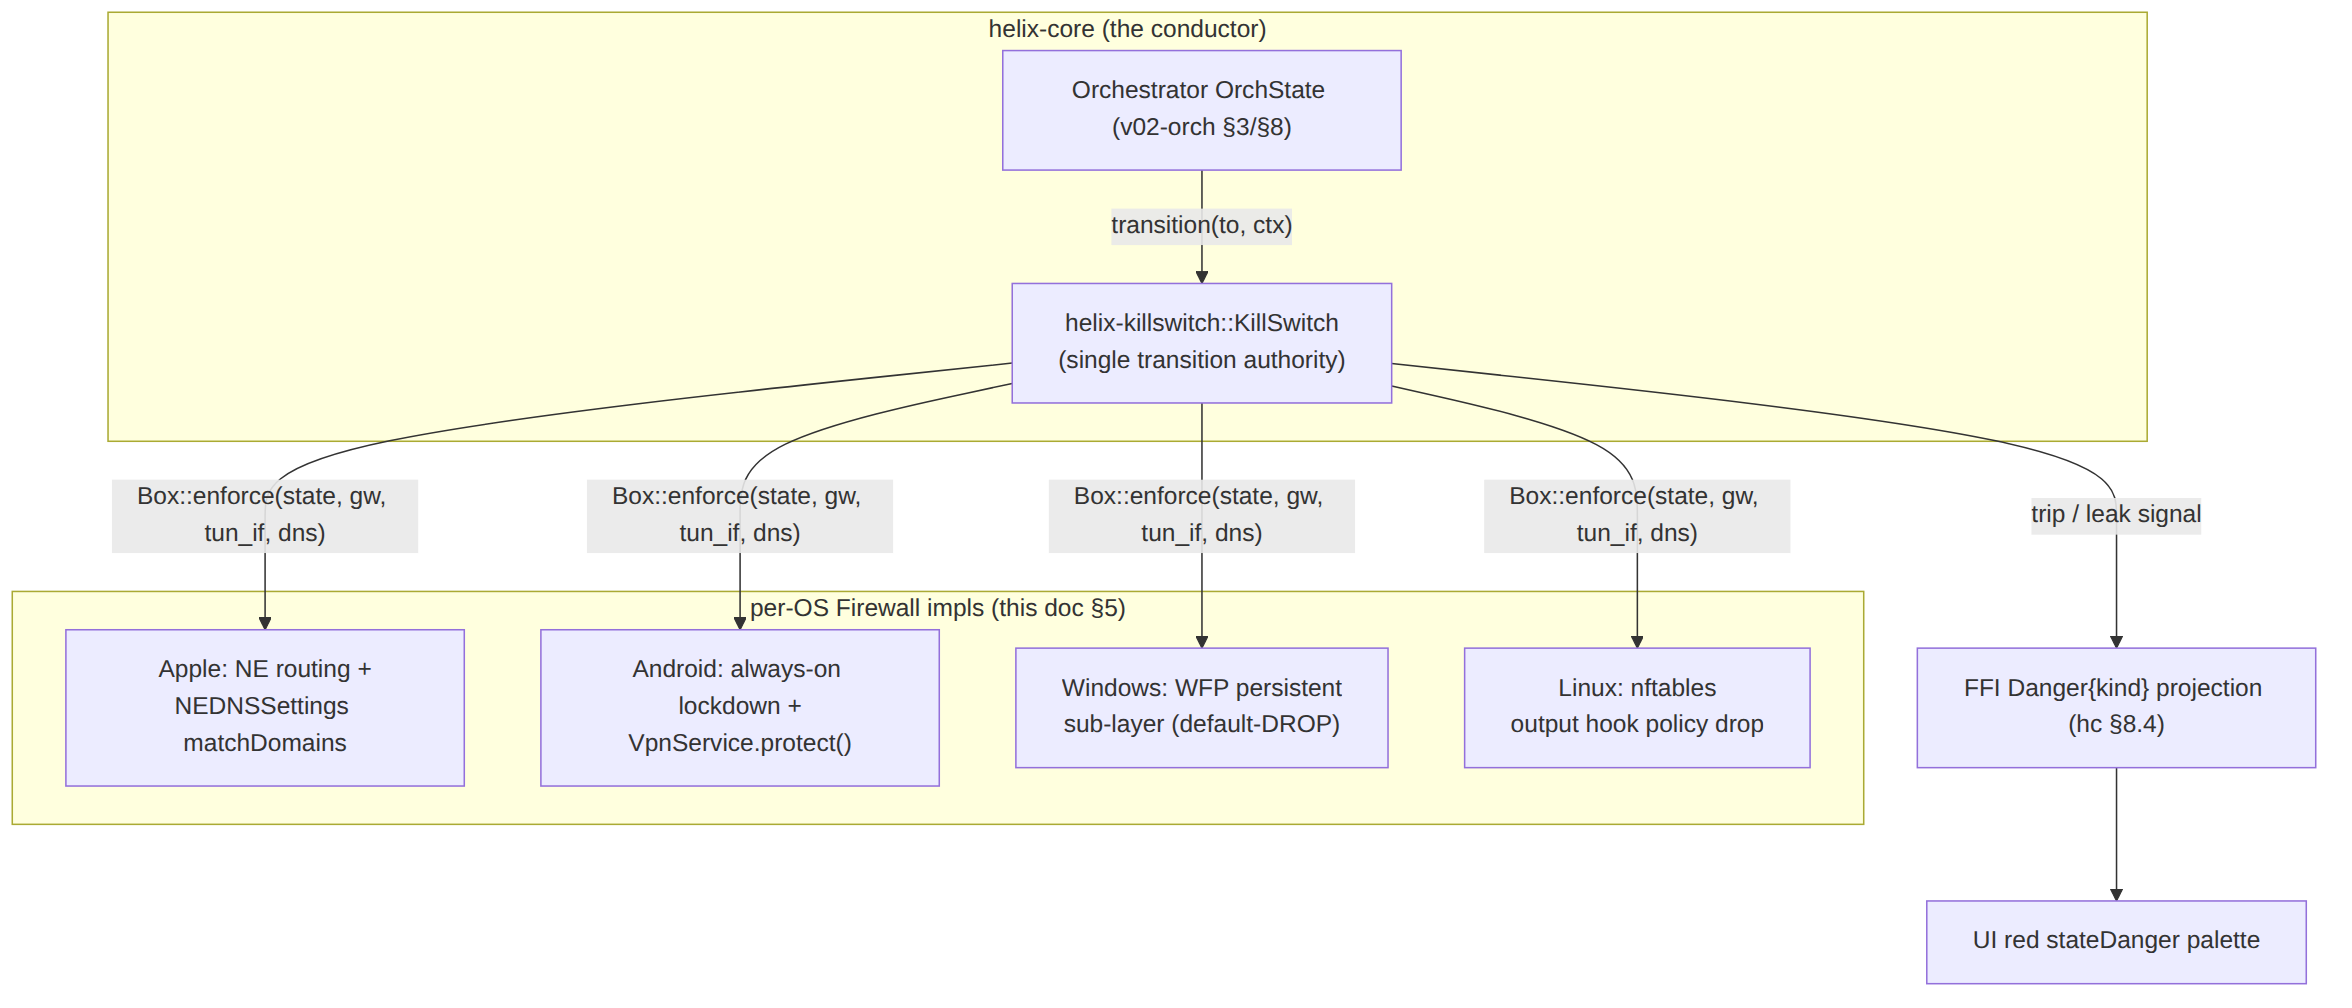 helix-core (the conductor)
Orchestrator OrchState
(v02-orch §3/§8)
transition(to, ctx)
helix-killswitch::KillSwitch
(single transition authority)
Box::enforce(state, gw,
tun_if, dns)
Box::enforce(state, gw,
tun_if, dns)
Box::enforce(state, gw,
tun_if, dns)
Box::enforce(state, gw,
tun_if, dns)
trip / leak signal
per-OS Firewall impls (this doc §5)
Apple: NE routing +
NEDNSSettings
matchDomains
Android: always-on
lockdown +
VpnService.protect()
Windows: WFP persistent
sub-layer (default-DROP)
Linux: nftables
output hook policy drop
FFI Danger{kind} projection
(hc §8.4)
UI red stateDanger palette